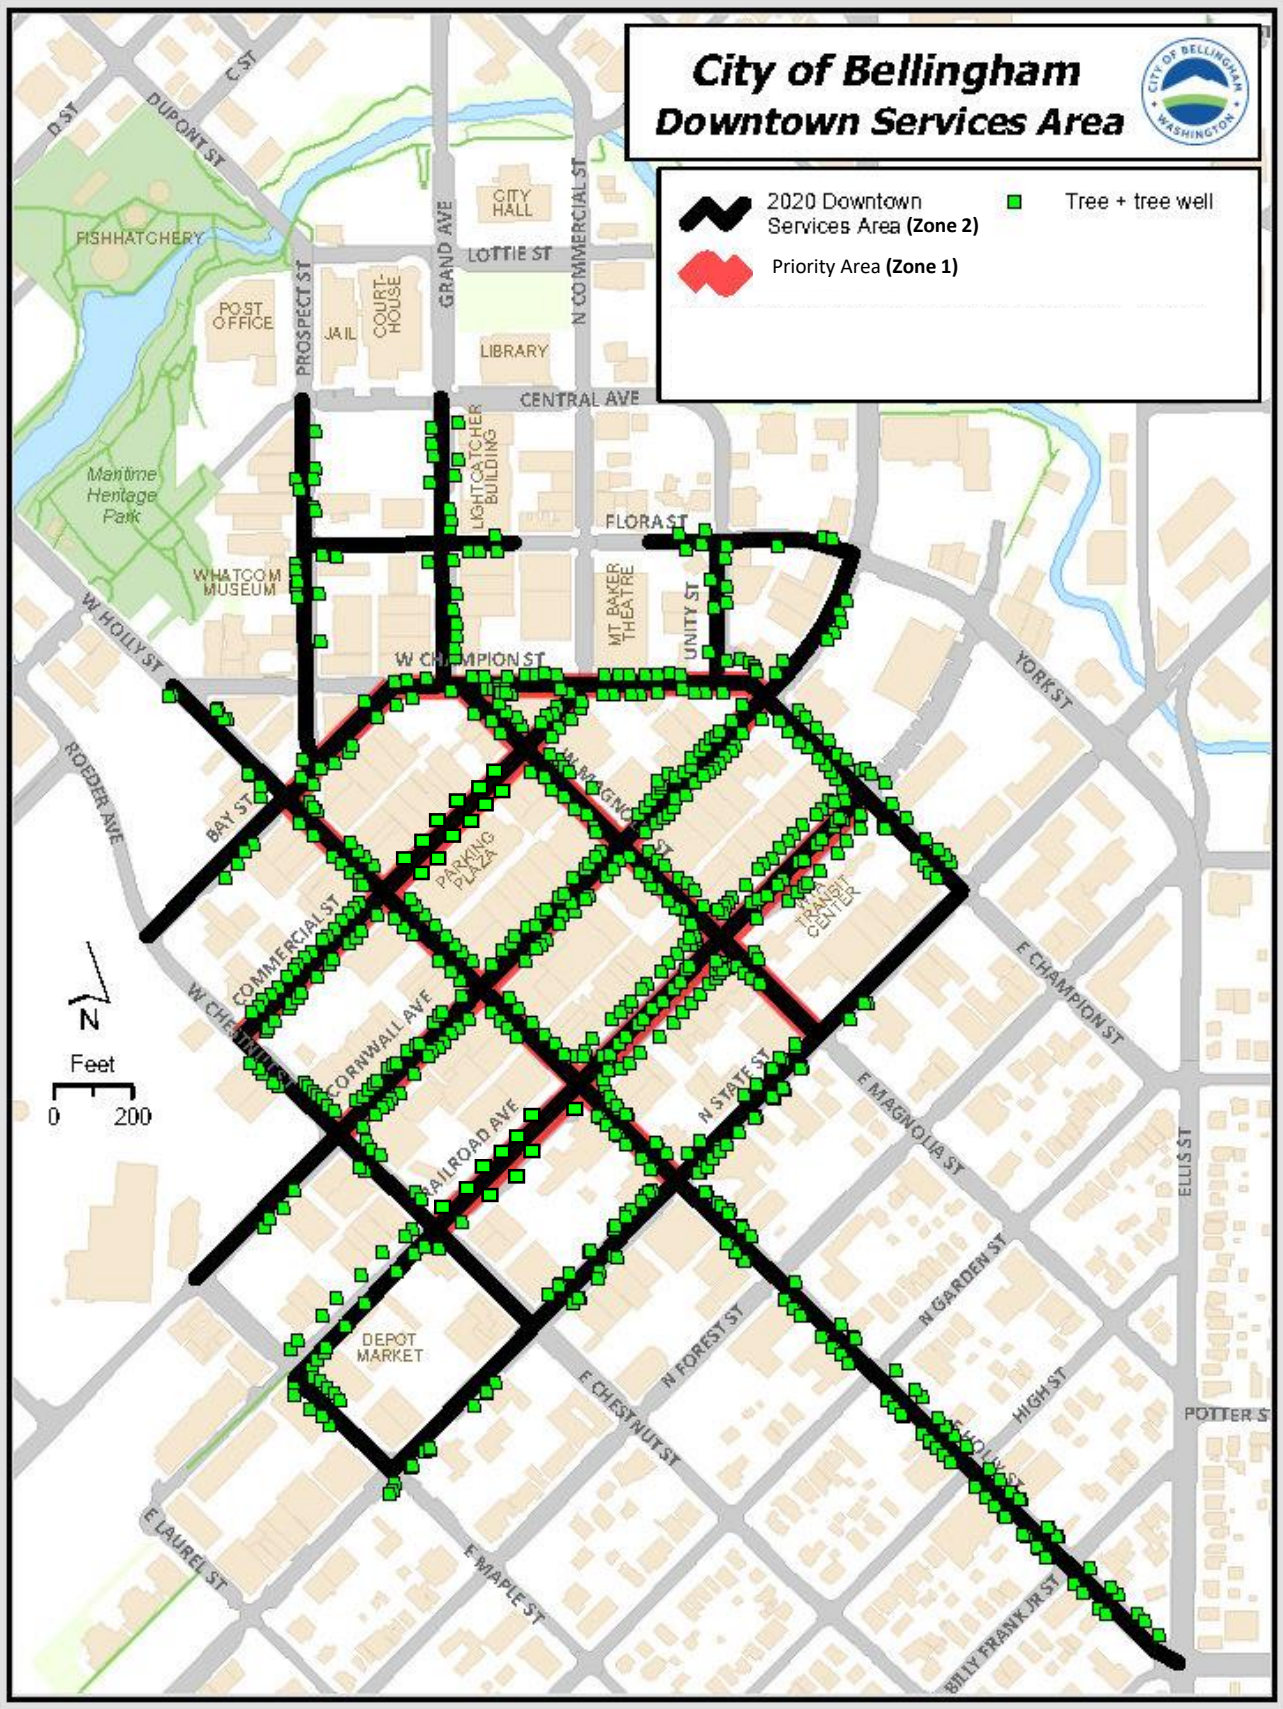 City of Bellingham
Downtown Services Area
CITY OF BELLINGHAM
WASHINGTON
2020 Downtown
Services Area (Zone 2)
Tree + tree well
Priority Area (Zone 1)
C ST
D ST
DUPONT ST
FISHHATCHERY
CITY
HALL
GRAND AVE
LOTTIE ST
N COMMERCIAL ST
PROSPECT ST
POST
OFFICE
JAIL
COURT-
HOUSE
LIBRARY
CENTRAL AVE
LIGHTCATCHER
BUILDING
Maritime
Heritage
Park
FLORA ST
WHATCOM
MUSEUM
MT BAKER
THEATRE
UNITY ST
W HOLLY ST
W CHAMPION ST
YORK ST
ROEDER AVE
BAY ST
W MAGNOLIA ST
PARKING
PLAZA
TRANSIT
CENTER
COMMERCIAL ST
W CHESTNUT ST
CORNWALL AVE
E CHAMPION ST
N
Feet
0 200
N STATE ST
E MAGNOLIA ST
RAILROAD AVE
ELLIS ST
N GARDEN ST
DEPOT
MARKET
N FOREST ST
E CHESTNUT ST
HIGH ST
POTTER S
E HOLLY ST
E LAUREL ST
E MAPLE ST
BILLY FRANK JR ST